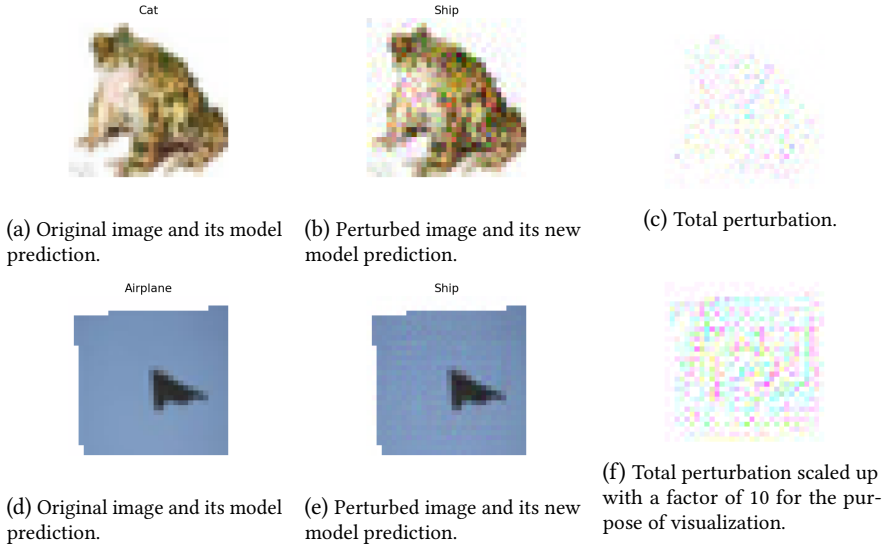 Cat
Ship
(a) Original image and its model
prediction.
(b) Perturbed image and its new
model prediction.
(c) Total perturbation.
Airplane
Ship
(d) Original image and its model
prediction.
(e) Perturbed image and its new
model prediction.
(f) Total perturbation scaled up
with a factor of 10 for the pur-
pose of visualization.